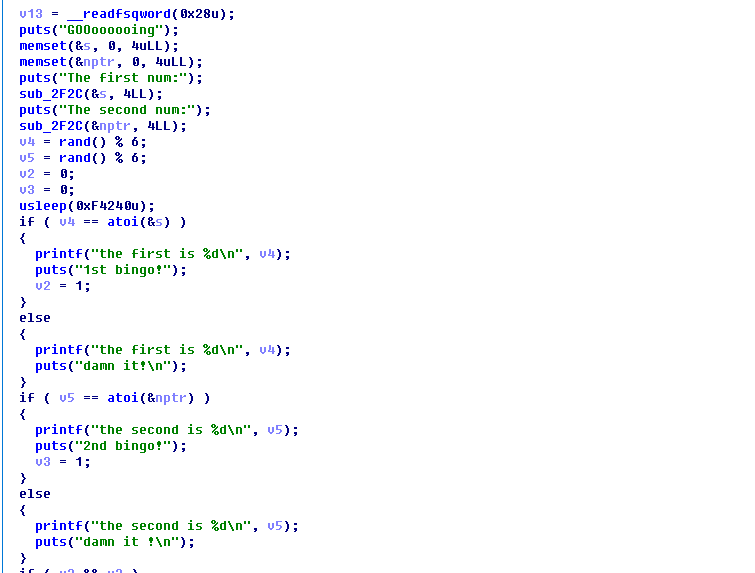 v13 = __readfsqword(0x28u);
puts("GOOoooooing");
memset(&s, 0, 4uLL);
memset(&nptr, 0, 4uLL);
puts("The first num:");
sub_2F2C(&s, 4LL);
puts("The second num:");
sub_2F2C(&nptr, 4LL);
v4 = rand() % 6;
v5 = rand() % 6;
v2 = 0;
v3 = 0;
usleep(0xF4240u);
if ( v4 == atoi(&s) )
{
printf("the first is %d\n", v4);
puts("1st bingo!");
v2 = 1;
}
else
{
printf("the first is %d\n", v4);
puts("damn it!\n");
}
if ( v5 == atoi(&nptr) )
{
printf("the second is %d\n", v5);
puts("2nd bingo!");
v3 = 1;
}
else
{
printf("the second is %d\n", v5);
puts("damn it !\n");
}